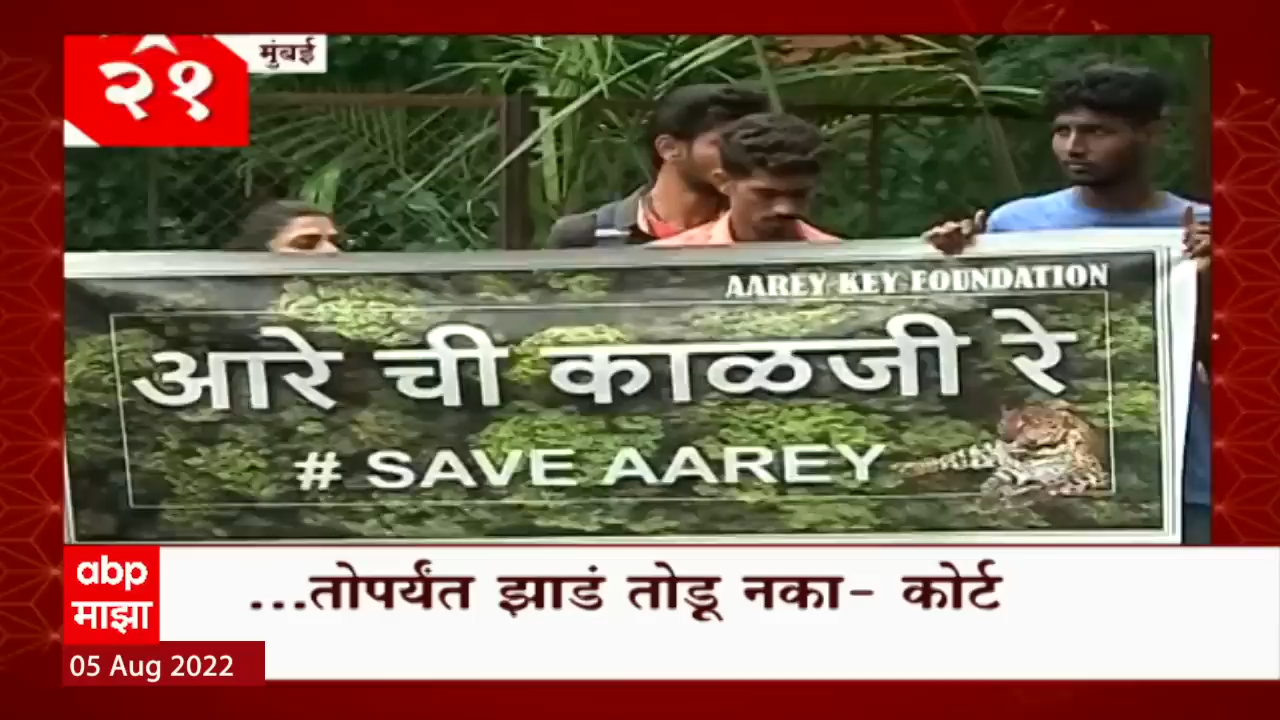 २१
मुंबई
AAREY KEY FOUNDATION
आरे ची काळजी रे
# SAVE AAREY
abp
माझा
...तोपर्यंत झाडं तोडू नका- कोर्ट
05 Aug 2022